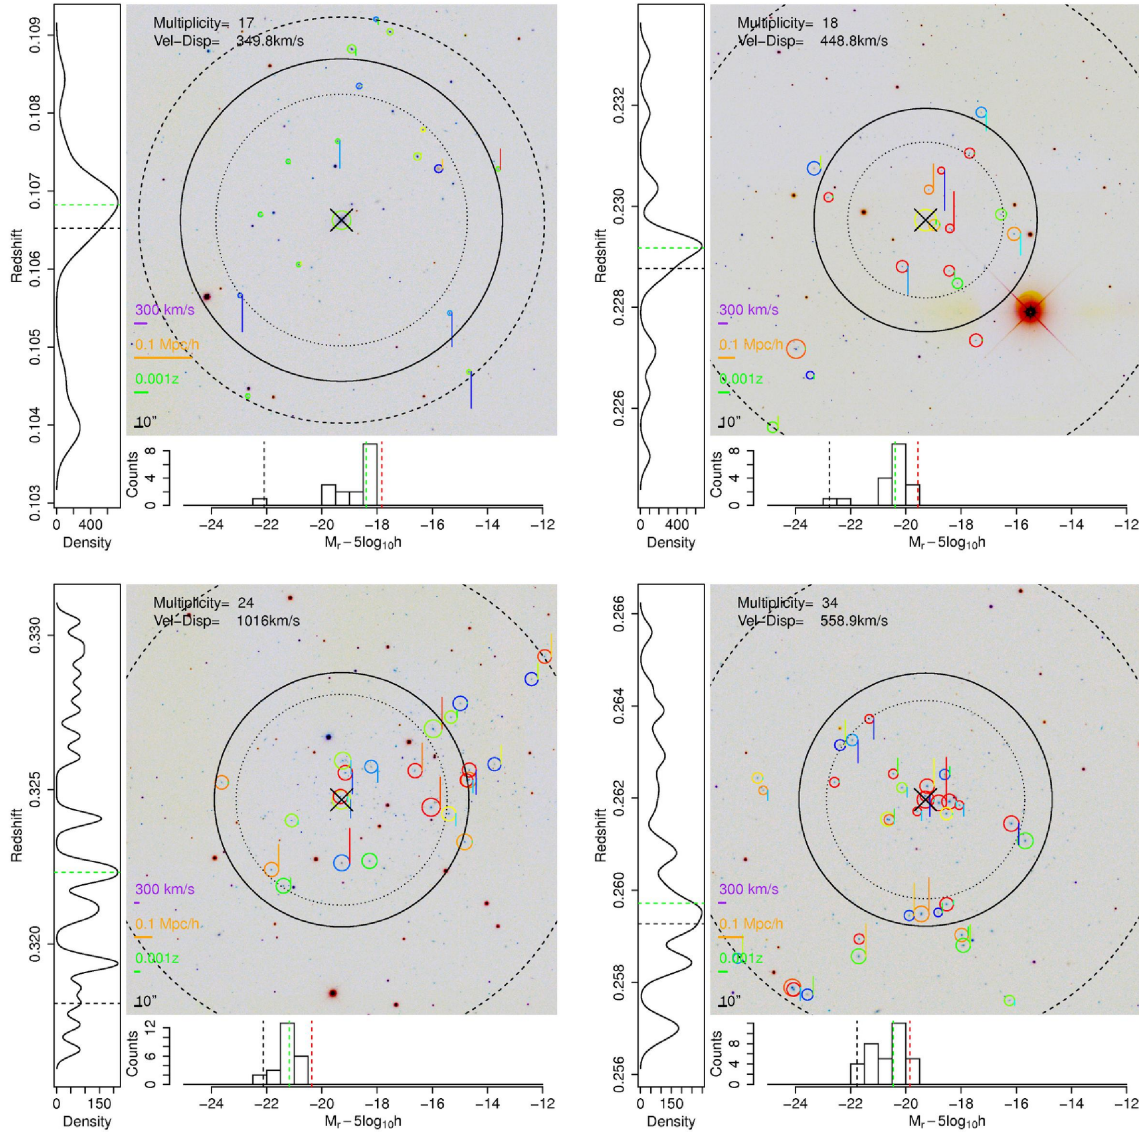 Multiplicity= 17
Vel-Disp= 349.8km/s
0.109
0.108
0.107
0.106
0.105
0.104
0.103
Redshift
300 km/s
0.1 Mpc/h
0.001z
10"
0 400
Density
Counts
8
4
0
−24 −22 −20 −18 −16 −14 −12
Mr−5log10h
Multiplicity= 18
Vel-Disp= 448.8km/s
0.232
0.230
0.228
0.226
Redshift
300 km/s
0.1 Mpc/h
0.001z
10"
0 400
Density
Counts
8
4
0
−24 −22 −20 −18 −16 −14 −12
Mr−5log10h
Multiplicity= 24
Vel-Disp= 1016km/s
0.330
0.325
0.320
Redshift
300 km/s
0.1 Mpc/h
0.001z
10"
0 150
Density
Counts
12
6
0
−24 −22 −20 −18 −16 −14 −12
Mr−5log10h
Multiplicity= 34
Vel-Disp= 558.9km/s
0.266
0.264
0.262
0.260
0.258
0.256
Redshift
300 km/s
0.1 Mpc/h
0.001z
10"
0 150
Density
Counts
8
4
0
−24 −22 −20 −18 −16 −14 −12
Mr−5log10h